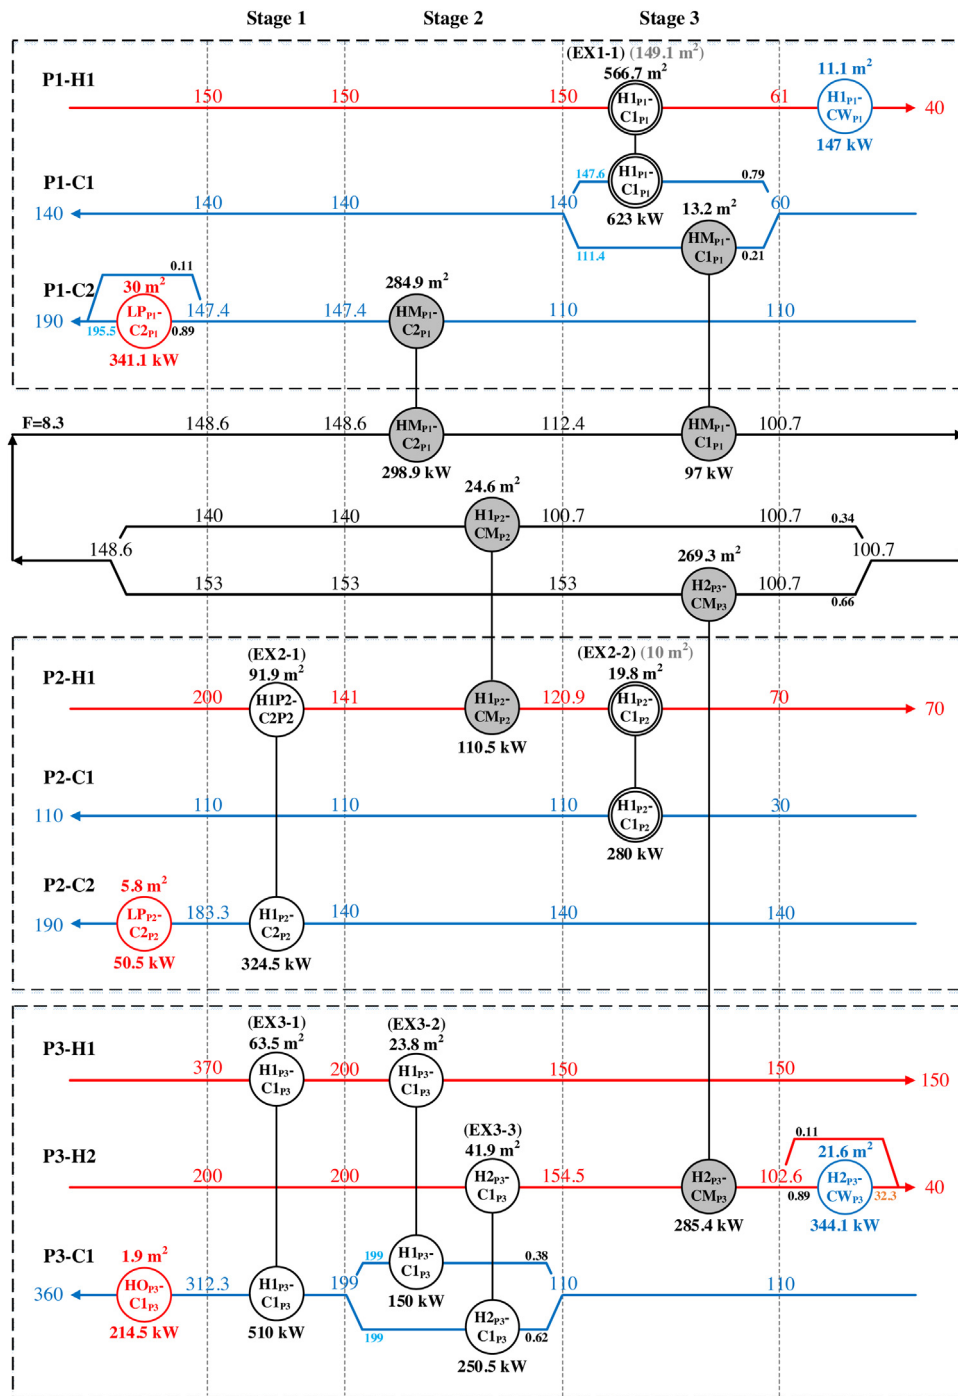 Stage 1 Stage 2 Stage 3
(EX1-1) (149.1 m²)
566.7 m²
11.1 m²
P1-H1
150 150 150 61 40
H1P1-
C1P1
H1P1-
CWP1
147 kW
P1-C1
147.6 0.79
H1P1-
C1P1
140 140 140 140 60
623 kW
13.2 m²
HMP1-
C1P1
111.4 0.21
P1-C2
0.11
30 m²
284.9 m²
190 147.4 147.4 110 110
LPP1-
C2P1
HMP1-
C2P1
195.5 0.89
341.1 kW
F=8.3
148.6 148.6 112.4 100.7
HMP1-
C2P1
HMP1-
C1P1
298.9 kW
97 kW
24.6 m²
140 140 100.7 100.7 0.34
H1P2-
CMP2
148.6 100.7
269.3 m²
153 153 153 100.7
H2P3-
CMP3
0.66
(EX2-1)
91.9 m²
(EX2-2) (10 m²)
19.8 m²
P2-H1
200 141 120.9 70 70
H1P2-
C2P2
H1P2-
CMP2
H1P2-
C1P2
110.5 kW
P2-C1
110 110 110 110 30
H1P2-
C1P2
280 kW
P2-C2
5.8 m²
190 183.3 140 140 140
LPP2-
C2P2
H1P2-
C2P2
50.5 kW
324.5 kW
(EX3-1)
63.5 m²
(EX3-2)
23.8 m²
P3-H1
370 200 150 150 150
H1P3-
C1P3
H1P3-
C1P3
(EX3-3)
41.9 m²
P3-H2
0.11
21.6 m²
200 200 154.5 102.6 40
H2P3-
C1P3
H2P3-
CMP3
H2P3-
CWP3
0.89 32.3
285.4 kW
344.1 kW
P3-C1
1.9 m²
199 0.38
H1P3-
C1P3
360 312.3 199 110 110
HOP3-
C1P3
H1P3-
C1P3
150 kW
214.5 kW
510 kW
199 0.62
H2P3-
C1P3
250.5 kW